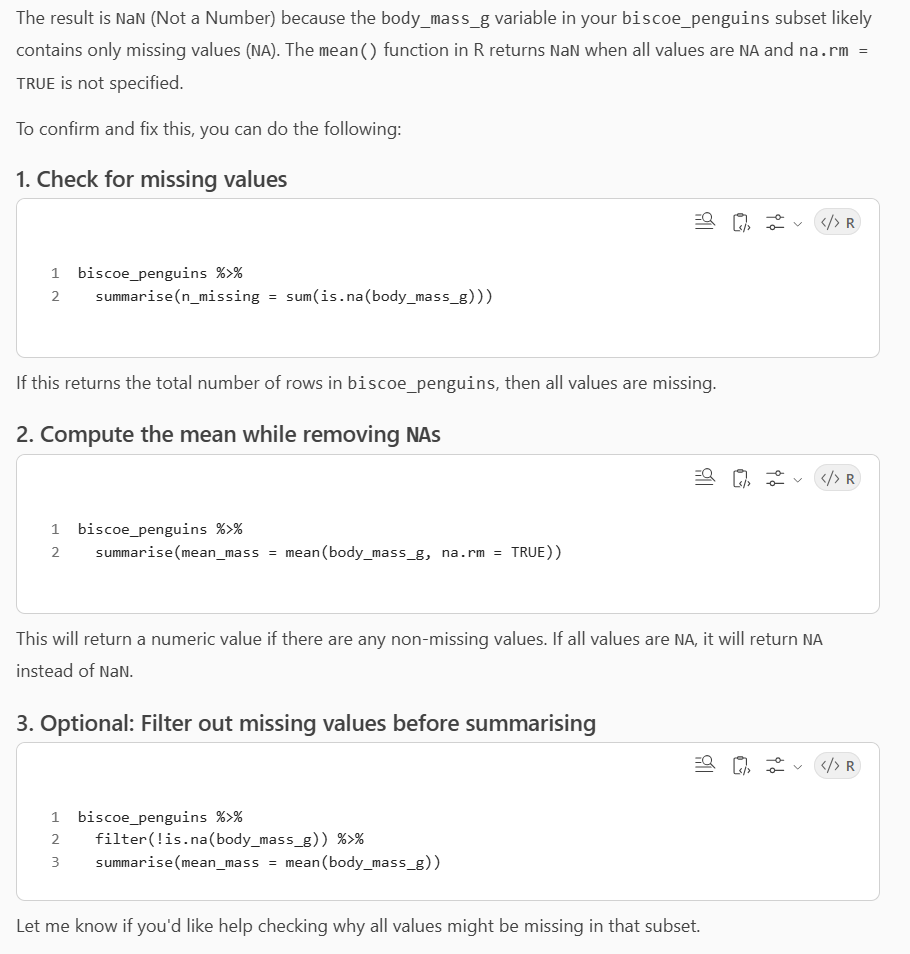 The result is NaN (Not a Number) because the body_mass_g variable in your biscoe_penguins subset likely
contains only missing values (NA). The mean() function in R returns NaN when all values are NA and na.rm =
TRUE is not specified.
To confirm and fix this, you can do the following:
1. Check for missing values
</> R
1 biscoe_penguins %>%
2   summarise(n_missing = sum(is.na(body_mass_g)))
If this returns the total number of rows in biscoe_penguins, then all values are missing.
2. Compute the mean while removing NAs
</> R
1 biscoe_penguins %>%
2   summarise(mean_mass = mean(body_mass_g, na.rm = TRUE))
This will return a numeric value if there are any non-missing values. If all values are NA, it will return NA
instead of NaN.
3. Optional: Filter out missing values before summarising
</> R
1 biscoe_penguins %>%
2   filter(!is.na(body_mass_g)) %>%
3   summarise(mean_mass = mean(body_mass_g))
Let me know if you'd like help checking why all values might be missing in that subset.